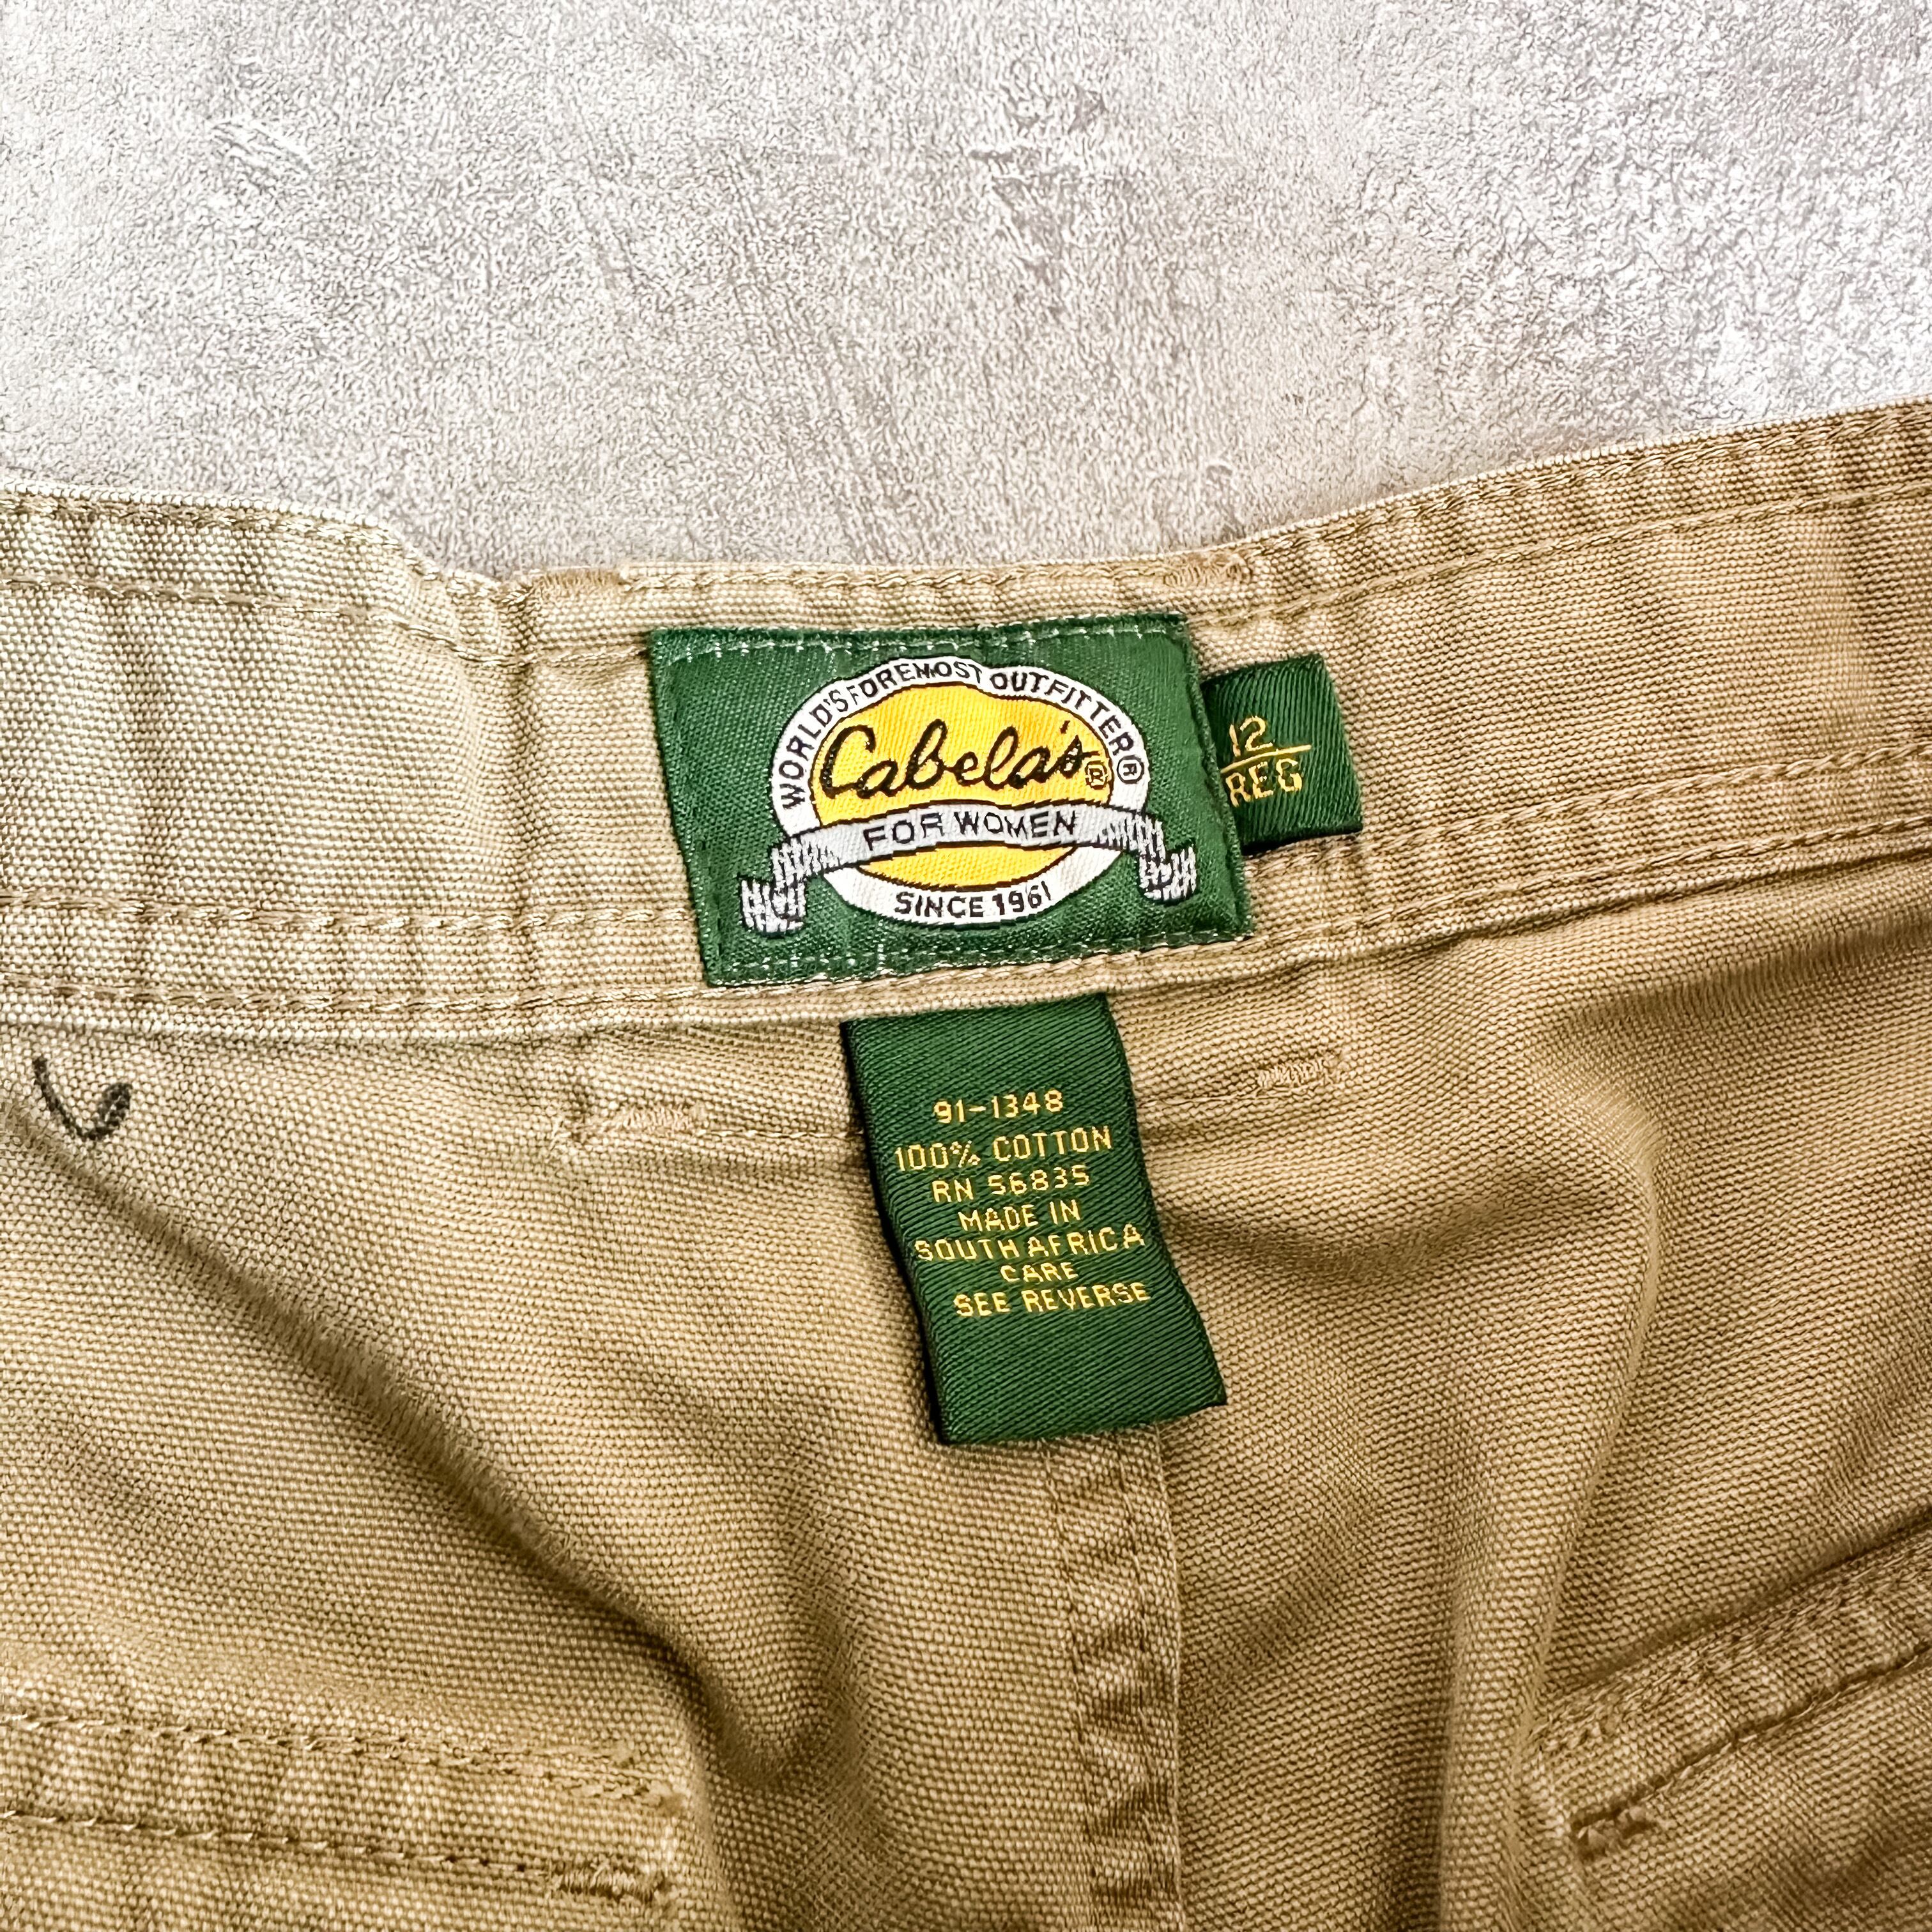 WORLD'S FOREMOST OUTFITTER®
Cabela's®
FOR WOMEN
SINCE 1961
12
REG
91-1348
100% COTTON
RN 56835
MADE IN
SOUTH AFRICA
CARE
SEE REVERSE